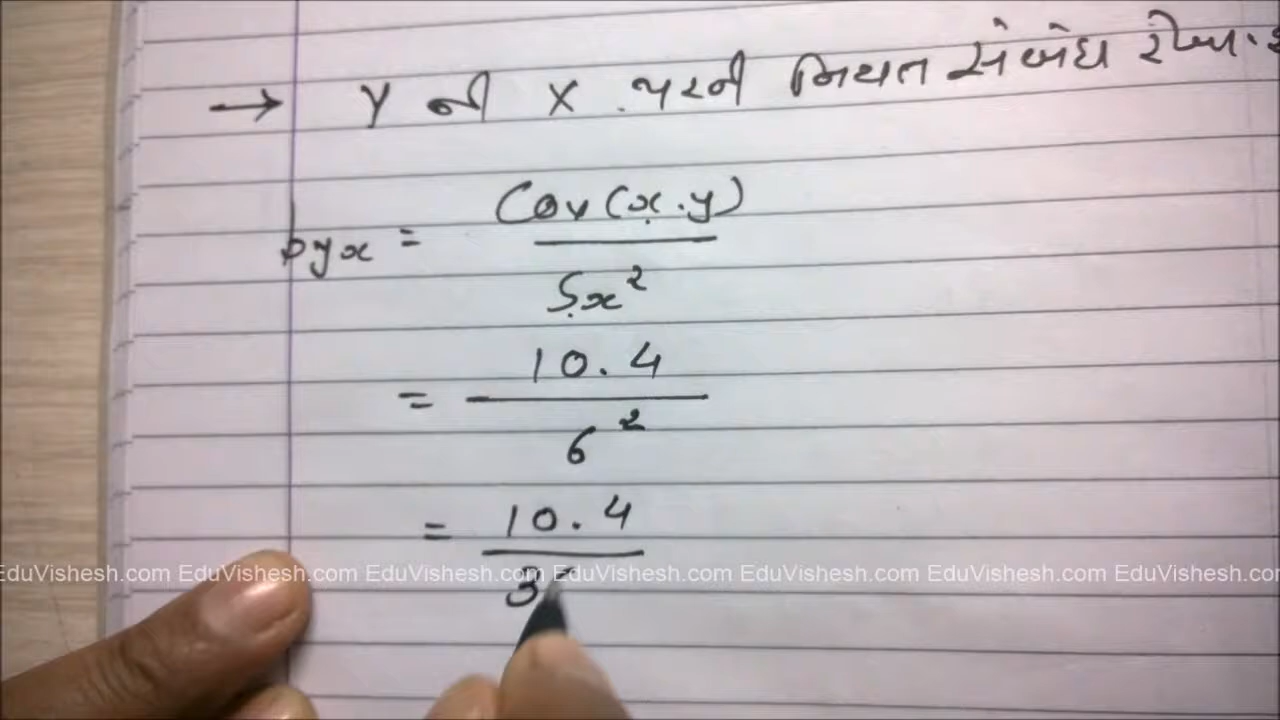 → Y ની X પરની નિયત સંબંધ રેખા.
Cov(x.y)
byx =
Sx²
10.4
=
6²
= 10.4
3
EduVishesh.com EduVishesh.com EduVishesh.com EduVishesh.com EduVishesh.com EduVishesh.com EduVishesh.com